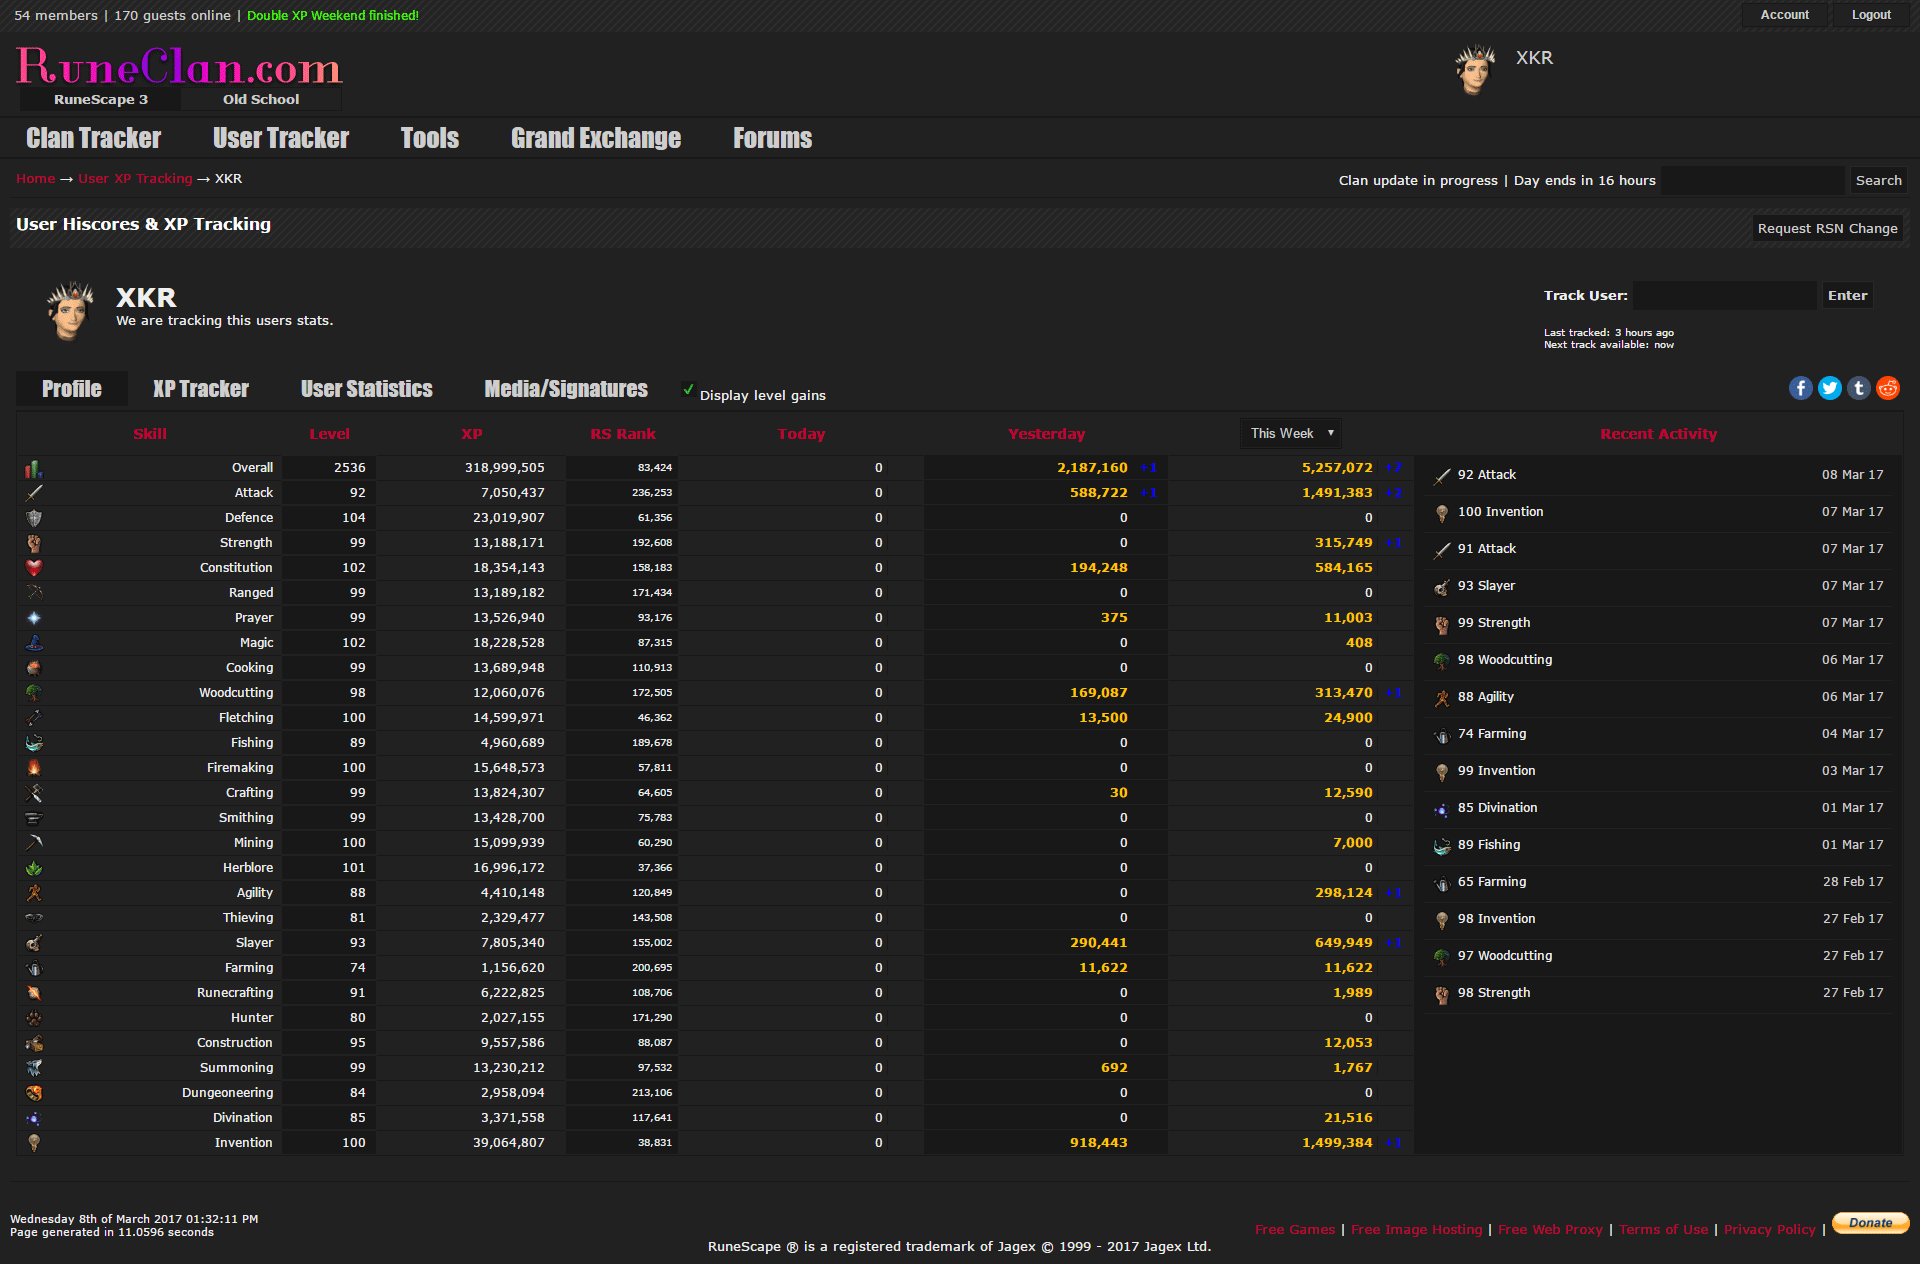 54 members | 170 guests online | Double XP Weekend finished!
Account Logout
RuneClan.com
XKR
RuneScape 3 Old School
Clan Tracker User Tracker Tools Grand Exchange Forums
Home → User XP Tracking → XKR
Clan update in progress | Day ends in 16 hours Search
User Hiscores & XP Tracking
Request RSN Change
XKR
We are tracking this users stats.
Track User: Enter
Last tracked: 3 hours ago
Next track available: now
Profile XP Tracker User Statistics Media/Signatures Display level gains
Skill Level XP RS Rank Today Yesterday This Week
Overall 2536 318,999,505 83,424 0 2,187,160 +1 5,257,072 +7
Attack 92 7,050,437 236,253 0 588,722 +1 1,491,383 +2
Defence 104 23,019,907 61,356 0 0 0
Strength 99 13,188,171 192,608 0 0 315,749 +1
Constitution 102 18,354,143 158,183 0 194,248 584,165
Ranged 99 13,189,182 171,434 0 0 0
Prayer 99 13,526,940 93,176 0 375 11,003
Magic 102 18,228,528 87,315 0 0 408
Cooking 99 13,689,948 110,913 0 0 0
Woodcutting 98 12,060,076 172,505 0 169,087 313,470 +1
Fletching 100 14,599,971 46,362 0 13,500 24,900
Fishing 89 4,960,689 189,678 0 0 0
Firemaking 100 15,648,573 57,811 0 0 0
Crafting 99 13,824,307 64,605 0 30 12,590
Smithing 99 13,428,700 75,783 0 0 0
Mining 100 15,099,939 60,290 0 0 7,000
Herblore 101 16,996,172 37,366 0 0 0
Agility 88 4,410,148 120,849 0 0 298,124 +1
Thieving 81 2,329,477 143,508 0 0 0
Slayer 93 7,805,340 155,002 0 290,441 649,949 +1
Farming 74 1,156,620 200,695 0 11,622 11,622
Runecrafting 91 6,222,825 108,706 0 0 1,989
Hunter 80 2,027,155 171,290 0 0 0
Construction 95 9,557,586 88,087 0 0 12,053
Summoning 99 13,230,212 97,532 0 692 1,767
Dungeoneering 84 2,958,094 213,106 0 0 0
Divination 85 3,371,558 117,641 0 0 21,516
Invention 100 39,064,807 38,831 0 918,443 1,499,384 +1
Recent Activity
92 Attack 08 Mar 17
100 Invention 07 Mar 17
91 Attack 07 Mar 17
93 Slayer 07 Mar 17
99 Strength 07 Mar 17
98 Woodcutting 06 Mar 17
88 Agility 06 Mar 17
74 Farming 04 Mar 17
99 Invention 03 Mar 17
85 Divination 01 Mar 17
89 Fishing 01 Mar 17
65 Farming 28 Feb 17
98 Invention 27 Feb 17
97 Woodcutting 27 Feb 17
98 Strength 27 Feb 17
Wednesday 8th of March 2017 01:32:11 PM
Page generated in 11.0596 seconds
Free Games | Free Image Hosting | Free Web Proxy | Terms of Use | Privacy Policy | Donate
RuneScape ® is a registered trademark of Jagex © 1999 - 2017 Jagex Ltd.